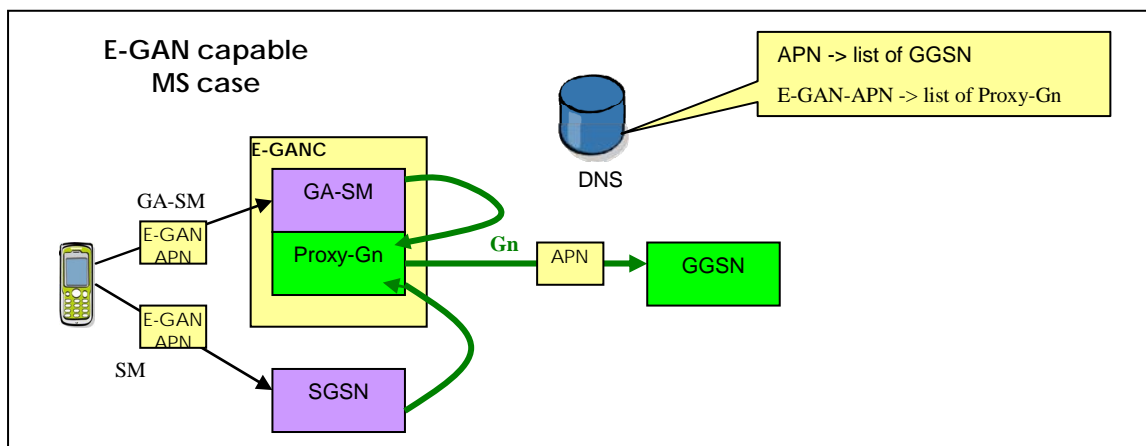 E-GAN capable
MS case
APN -> list of GGSN
E-GAN-APN -> list of Proxy-Gn
DNS
E-GANC
GA-SM
GA-SM
E-GAN
APN
Proxy-Gn
Gn
APN
GGSN
E-GAN
APN
SM
SGSN